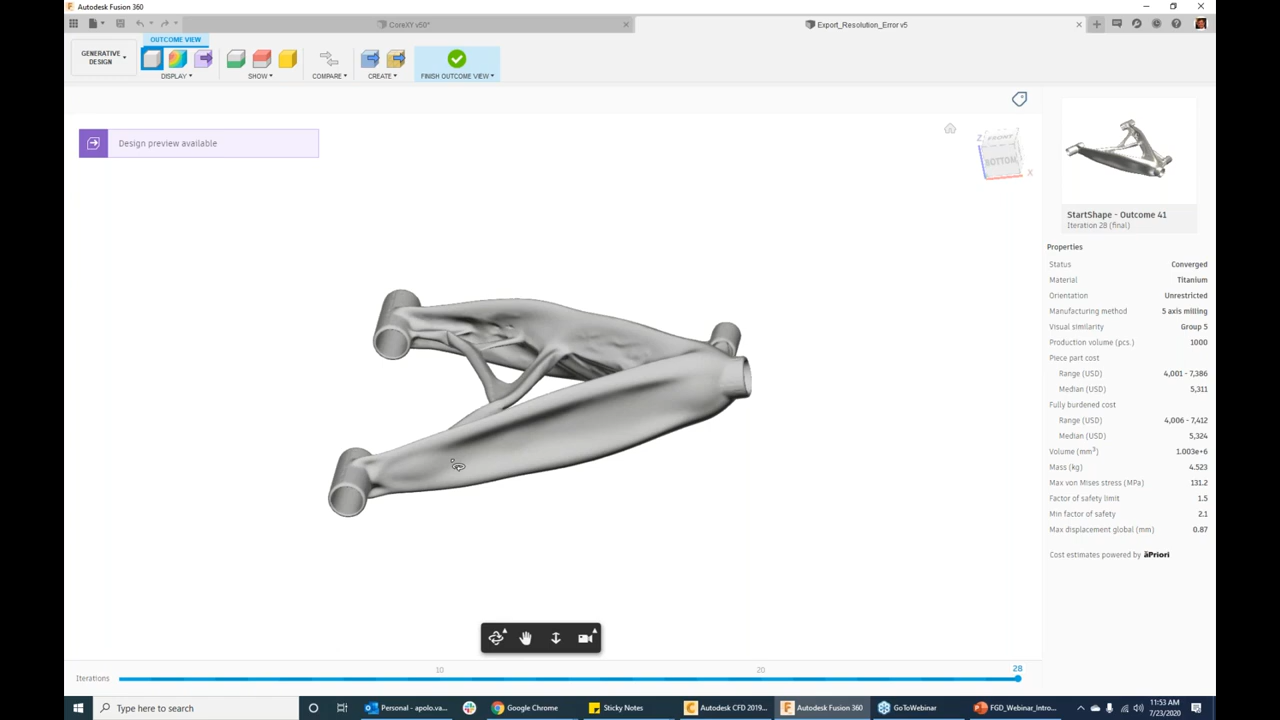 Autodesk Fusion 360
CoreXY v50*
Export_Resolution_Error v5
OUTCOME VIEW
GENERATIVE
DESIGN
DISPLAY
SHOW
COMPARE
CREATE
FINISH OUTCOME VIEW
Design preview available
Z
FRONT
BOTTOM
X
StartShape - Outcome 41
Iteration 28 (final)
Properties
Status Converged
Material Titanium
Orientation Unrestricted
Manufacturing method 5 axis milling
Visual similarity Group 5
Production volume (pcs.) 1000
Piece part cost
Range (USD) 4,001 - 7,386
Median (USD) 5,311
Fully burdened cost
Range (USD) 4,006 - 7,412
Median (USD) 5,324
Volume (mm³) 1.003e+6
Mass (kg) 4.523
Max von Mises stress (MPa) 131.2
Factor of safety limit 1.5
Min factor of safety 2.1
Max displacement global (mm) 0.87
Cost estimates powered by aPriori
10 20 28
Iterations
Type here to search
Personal - apolo.va...
Google Chrome
Sticky Notes
Autodesk CFD 2019...
Autodesk Fusion 360
GoToWebinar
FGD_Webinar_Intro...
11:53 AM
7/23/2020